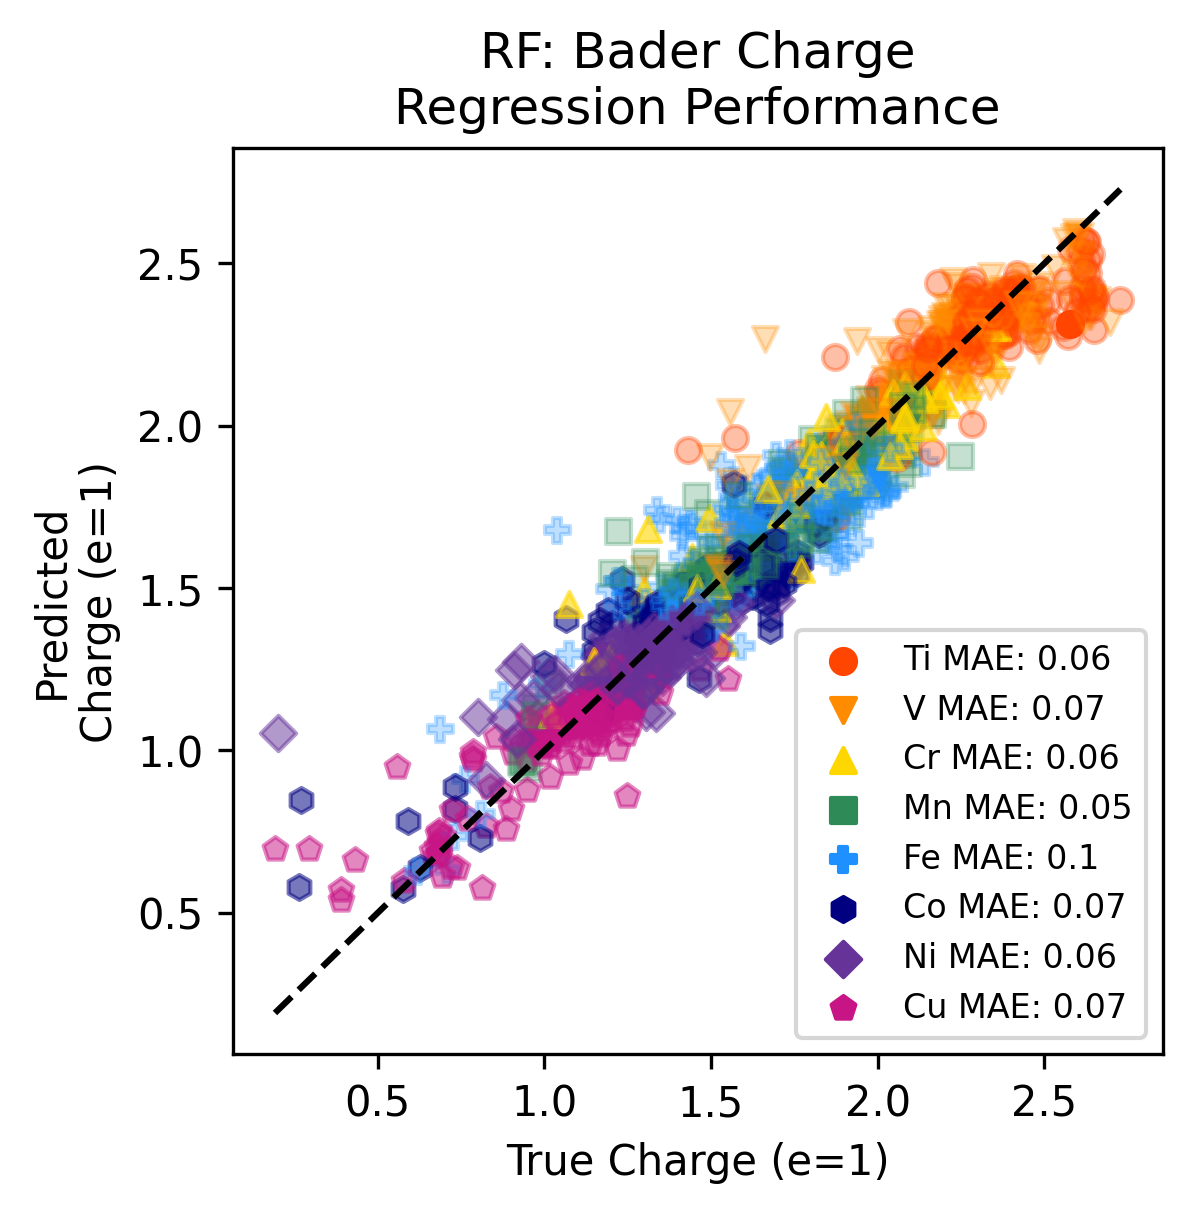 RF: Bader Charge
Regression Performance
Predicted
Charge (e=1)
2.5
2.0
1.5
1.0
0.5
Ti MAE: 0.06
V MAE: 0.07
Cr MAE: 0.06
Mn MAE: 0.05
Fe MAE: 0.1
Co MAE: 0.07
Ni MAE: 0.06
Cu MAE: 0.07
0.5 1.0 1.5 2.0 2.5
True Charge (e=1)